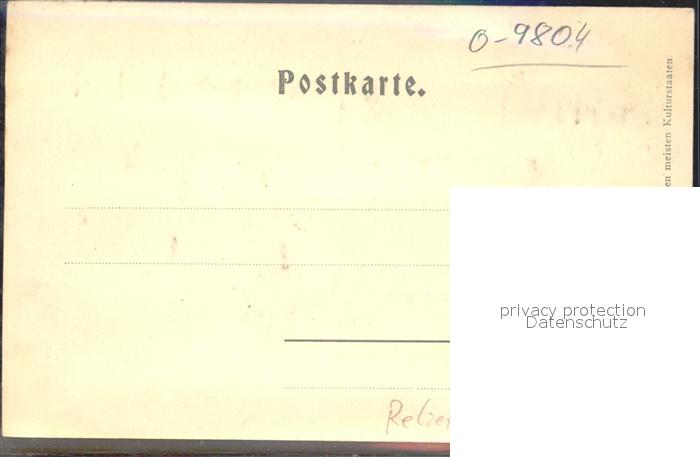 O-9804
Postkarte.
en meisten Kulturstaaten.
privacy protection
Datenschutz